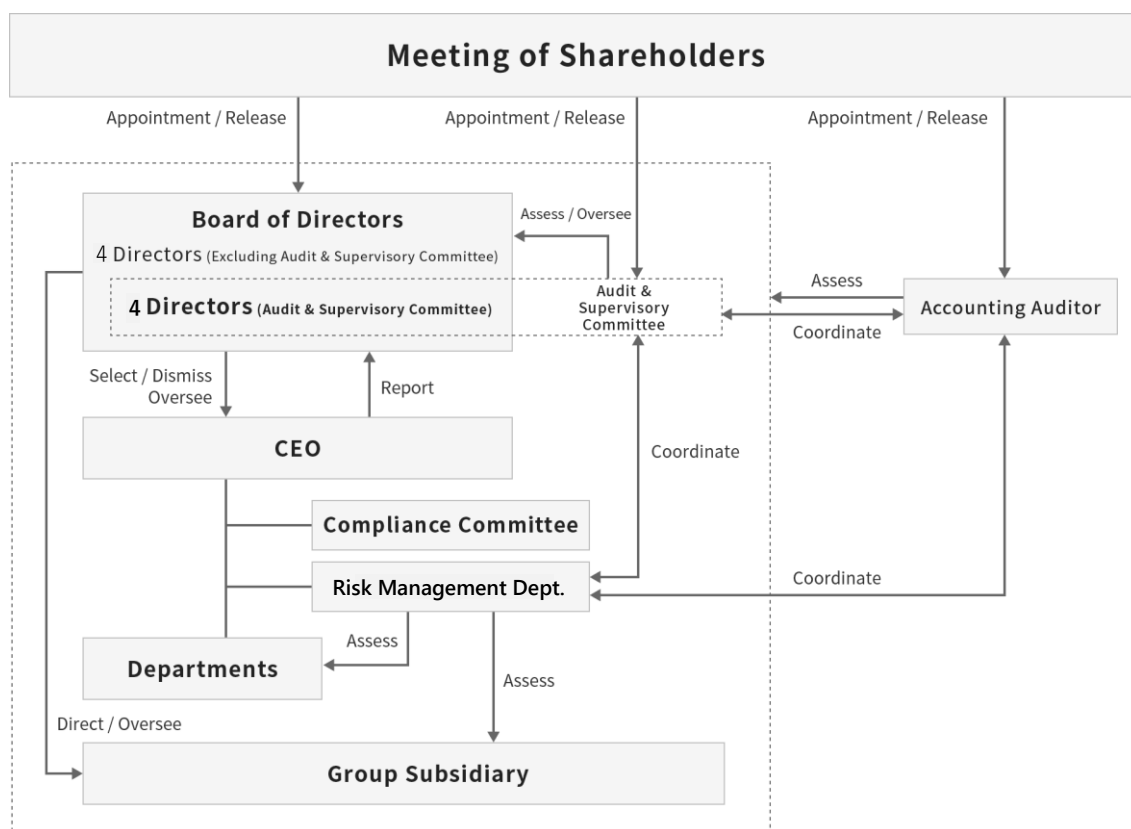 Meeting of Shareholders
Appointment / Release
Appointment / Release
Appointment / Release
Board of Directors
4 Directors (Excluding Audit & Supervisory Committee)
Assess / Oversee
4 Directors (Audit & Supervisory Committee)
Audit &
Supervisory
Committee
Assess
Accounting Auditor
Coordinate
Select / Dismiss
Oversee
Report
CEO
Coordinate
Compliance Committee
Risk Management Dept.
Coordinate
Assess
Departments
Assess
Direct / Oversee
Group Subsidiary